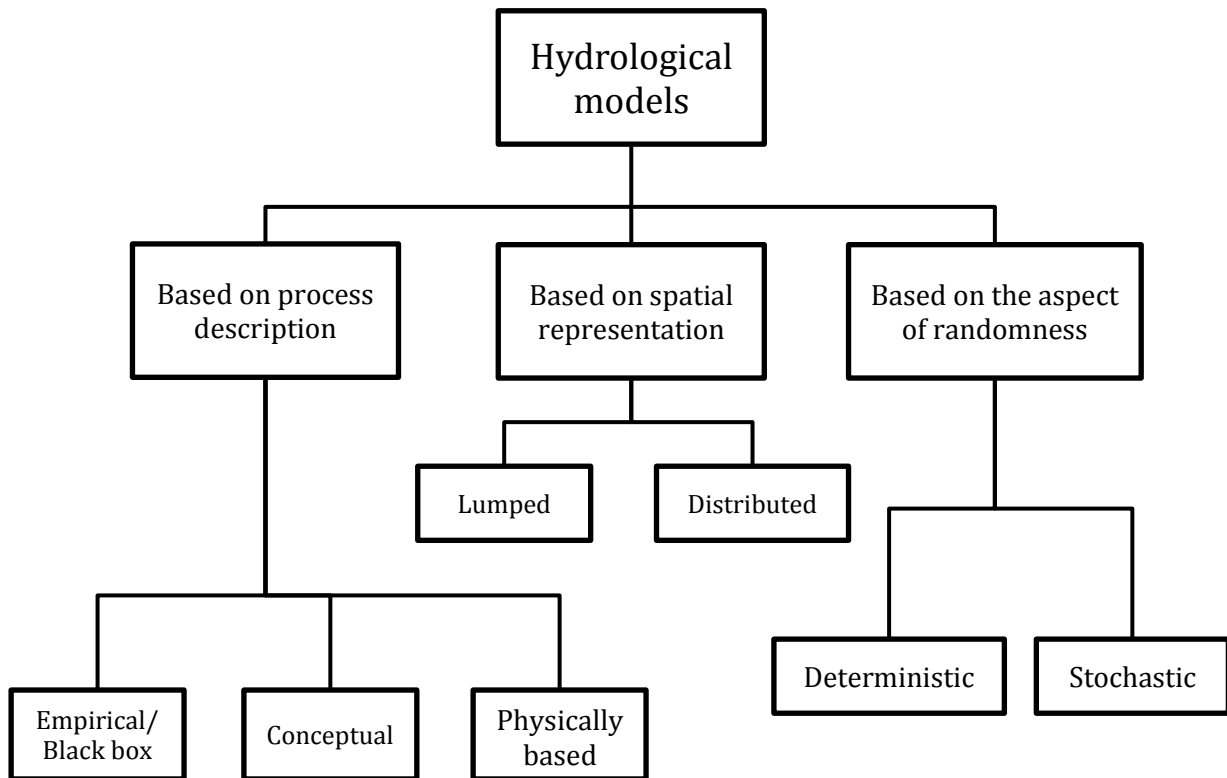 Hydrological
models
Based on process
description
Based on spatial
representation
Based on the aspect
of randomness
Lumped
Distributed
Deterministic
Stochastic
Empirical/
Black box
Conceptual
Physically
based